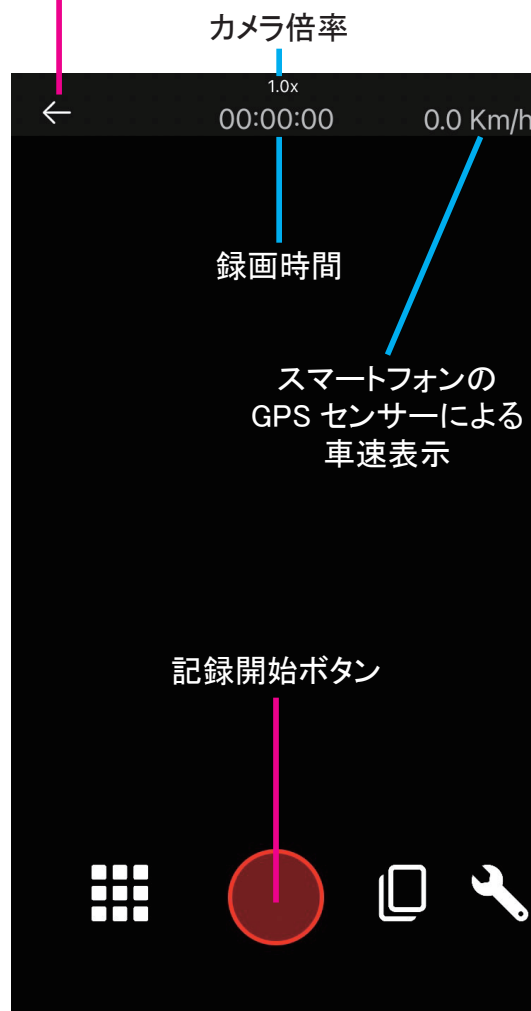 カメラ倍率
1.0x
00:00:00
0.0 Km/h
録画時間
スマートフォンの
GPS センサーによる
車速表示
記録開始ボタン